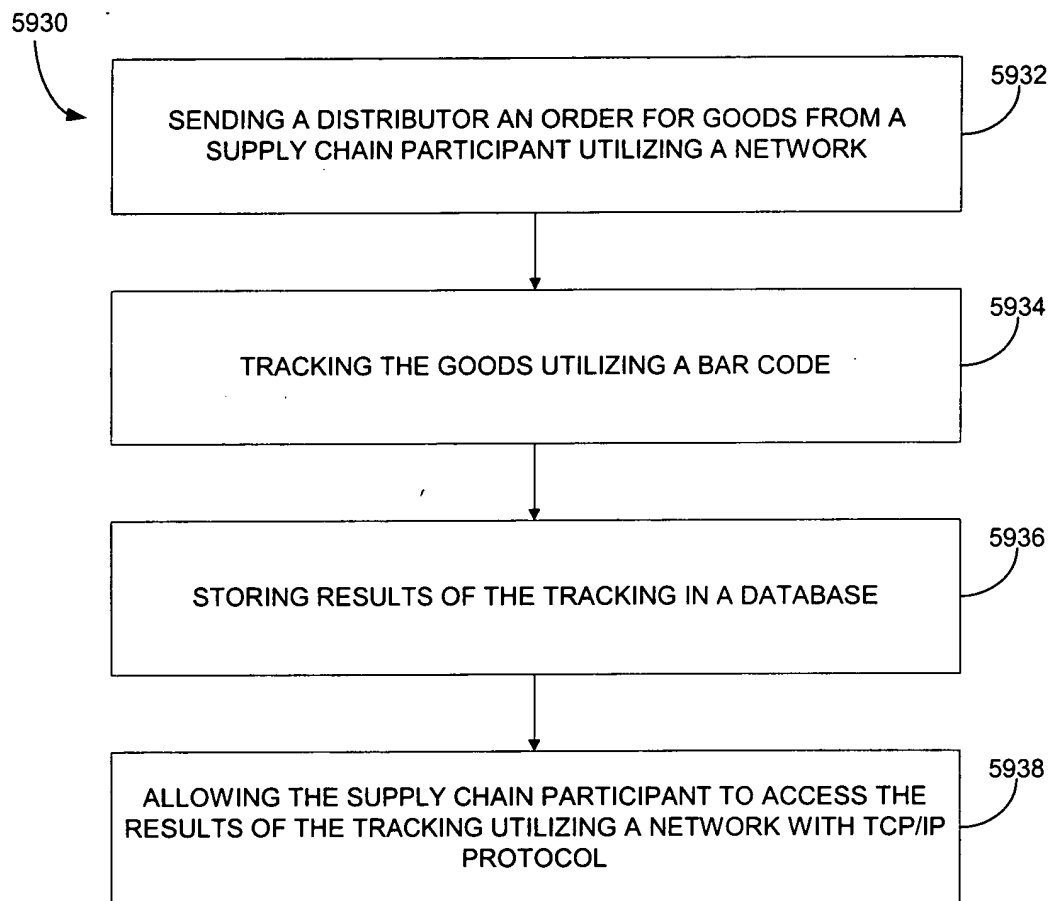 5930
5932
SENDING A DISTRIBUTOR AN ORDER FOR GOODS FROM A
SUPPLY CHAIN PARTICIPANT UTILIZING A NETWORK
5934
TRACKING THE GOODS UTILIZING A BAR CODE
5936
STORING RESULTS OF THE TRACKING IN A DATABASE
5938
ALLOWING THE SUPPLY CHAIN PARTICIPANT TO ACCESS THE
RESULTS OF THE TRACKING UTILIZING A NETWORK WITH TCP/IP
PROTOCOL